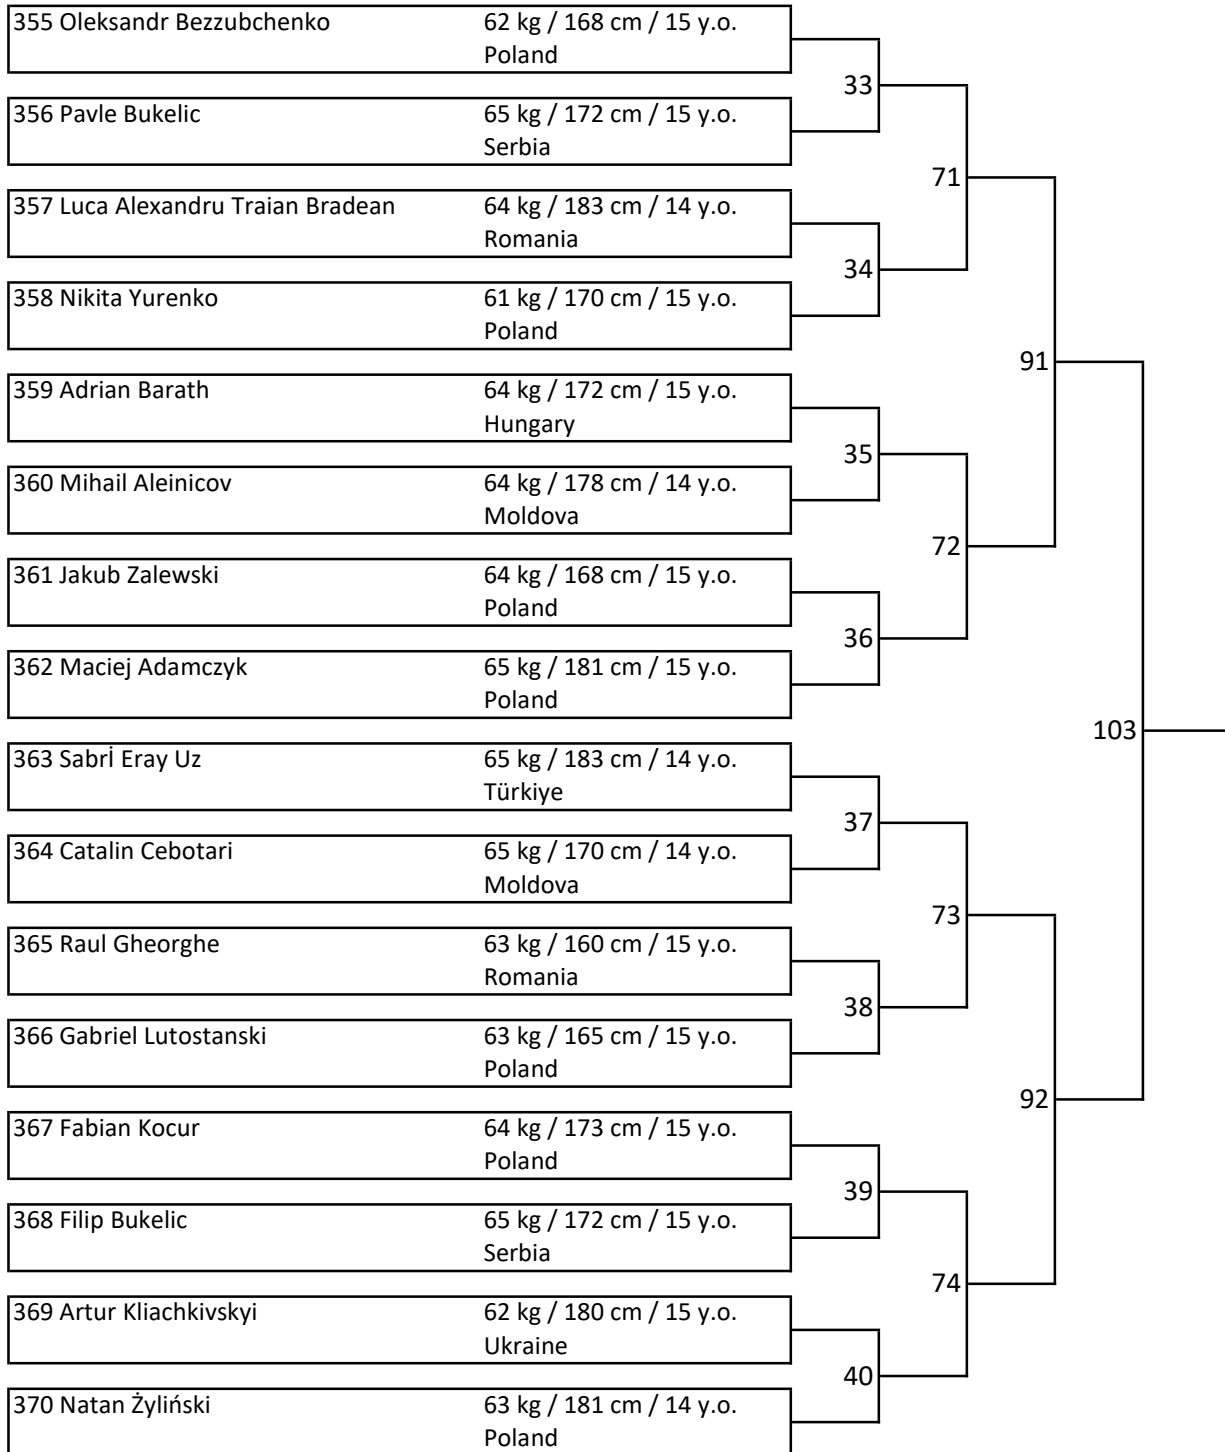 355 Oleksandr Bezzubchenko 62 kg / 168 cm / 15 y.o.
Poland
33
356 Pavle Bukelic 65 kg / 172 cm / 15 y.o.
Serbia
71
357 Luca Alexandru Traian Bradean 64 kg / 183 cm / 14 y.o.
Romania
34
358 Nikita Yurenko 61 kg / 170 cm / 15 y.o.
Poland
91
359 Adrian Barath 64 kg / 172 cm / 15 y.o.
Hungary
35
360 Mihail Aleinicov 64 kg / 178 cm / 14 y.o.
Moldova
72
361 Jakub Zalewski 64 kg / 168 cm / 15 y.o.
Poland
36
362 Maciej Adamczyk 65 kg / 181 cm / 15 y.o.
Poland
103
363 Sabrİ Eray Uz 65 kg / 183 cm / 14 y.o.
Türkiye
37
364 Catalin Cebotari 65 kg / 170 cm / 14 y.o.
Moldova
73
365 Raul Gheorghe 63 kg / 160 cm / 15 y.o.
Romania
38
366 Gabriel Lutostanski 63 kg / 165 cm / 15 y.o.
Poland
92
367 Fabian Kocur 64 kg / 173 cm / 15 y.o.
Poland
39
368 Filip Bukelic 65 kg / 172 cm / 15 y.o.
Serbia
74
369 Artur Kliachkivskyi 62 kg / 180 cm / 15 y.o.
Ukraine
40
370 Natan Żyliński 63 kg / 181 cm / 14 y.o.
Poland